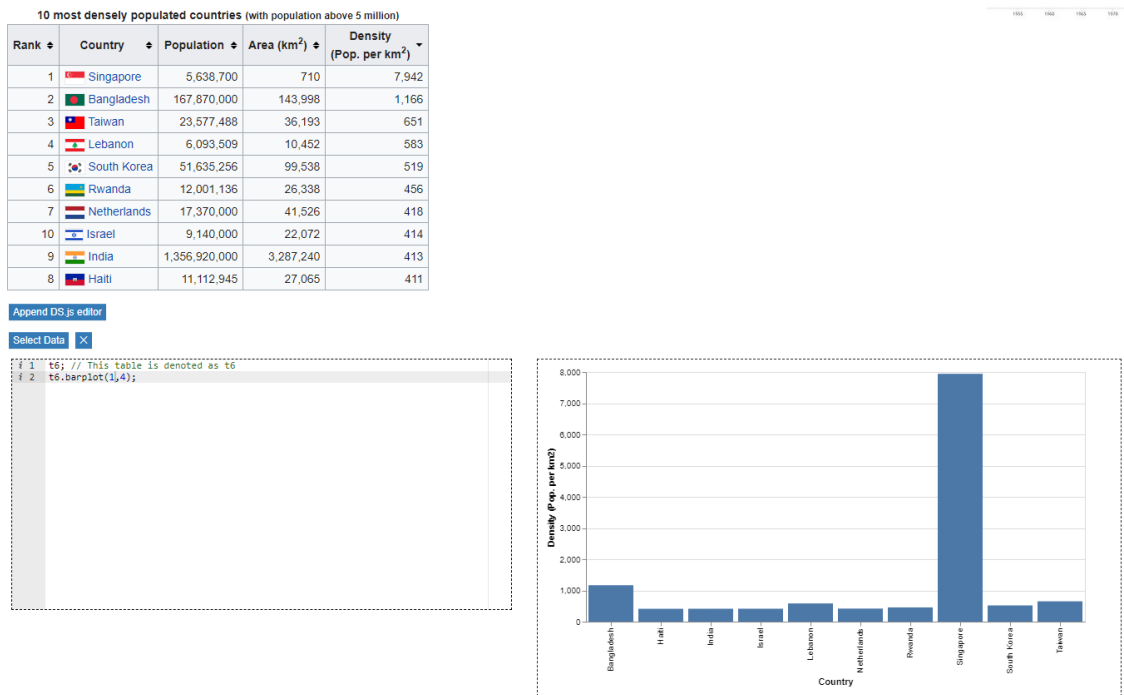 10 most densely populated countries (with population above 5 million)
1955 1960 1965 1970
Rank Country Population Area (km2) Density (Pop. per km2)
1 Singapore 5,638,700 710 7,942
2 Bangladesh 167,870,000 143,998 1,166
3 Taiwan 23,577,488 36,193 651
4 Lebanon 6,093,509 10,452 583
5 South Korea 51,635,256 99,538 519
6 Rwanda 12,001,136 26,338 456
7 Netherlands 17,370,000 41,526 418
10 Israel 9,140,000 22,072 414
9 India 1,356,920,000 3,287,240 413
8 Haiti 11,112,945 27,065 411
Append DS.js editor
Select Data X
i 1 t6; // This table is denoted as t6
i 2 t6.barplot(1,4);
8,000
7,000
6,000
5,000
4,000
3,000
2,000
1,000
0
Density (Pop. per km2)
Bangladesh
Haiti
India
Israel
Lebanon
Netherlands
Rwanda
Singapore
South Korea
Taiwan
Country